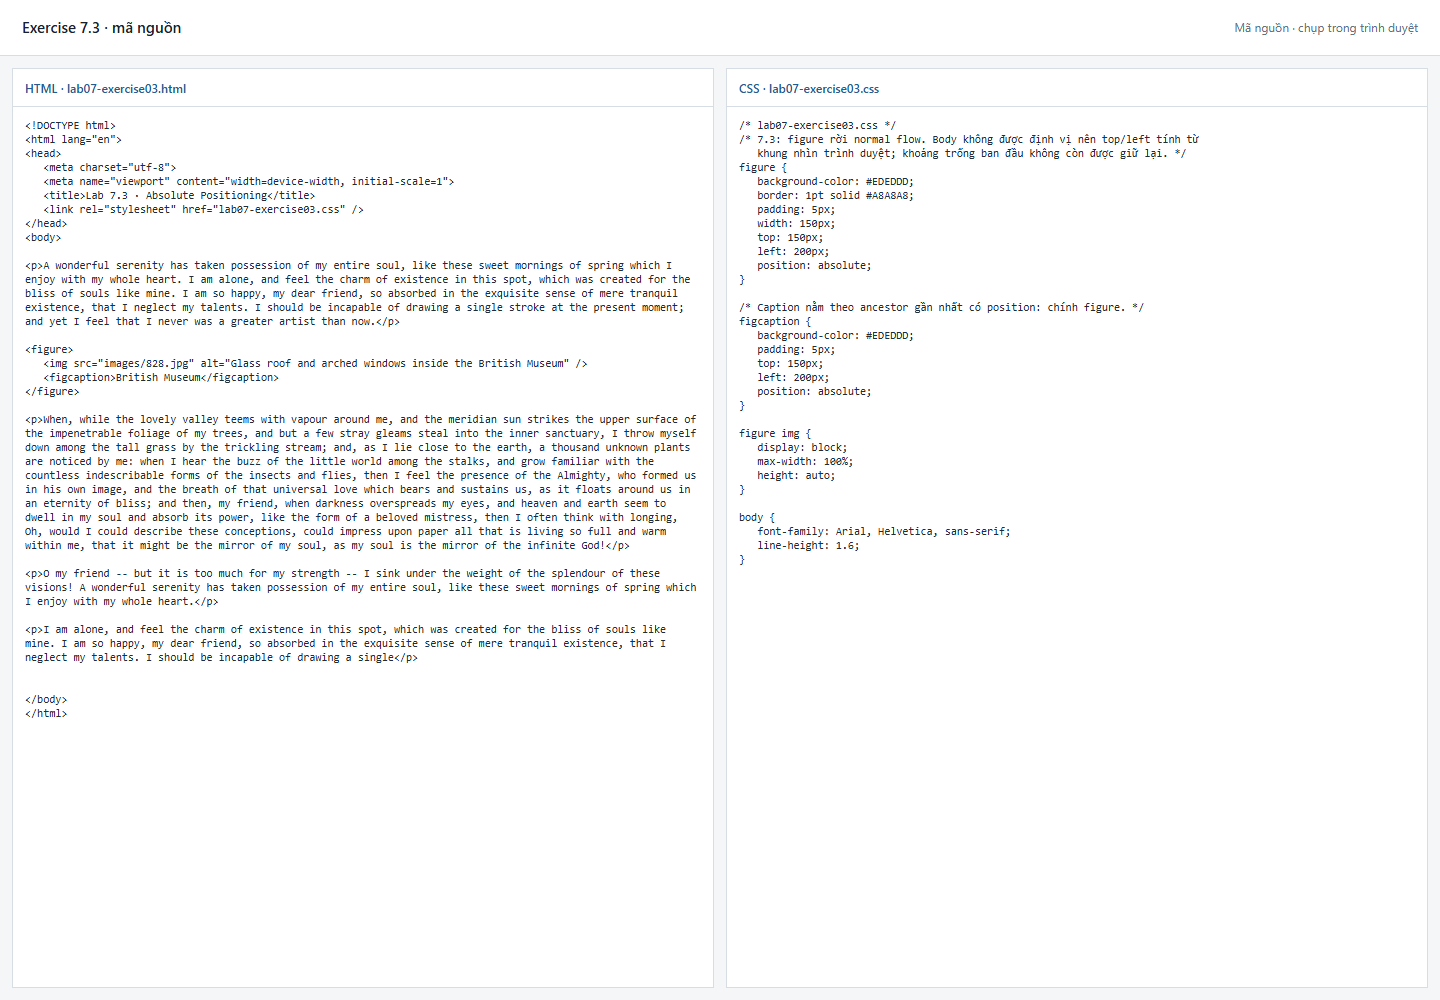 Exercise 7.3 · mã nguồn
Mã nguồn · chụp trong trình duyệt
HTML · lab07-exercise03.html
<!DOCTYPE html>
<html lang="en">
<head>
   <meta charset="utf-8">
   <meta name="viewport" content="width=device-width, initial-scale=1">
   <title>Lab 7.3 · Absolute Positioning</title>
   <link rel="stylesheet" href="lab07-exercise03.css" />
</head>
<body>
<p>A wonderful serenity has taken possession of my entire soul, like these sweet mornings of spring which I
enjoy with my whole heart. I am alone, and feel the charm of existence in this spot, which was created for the
bliss of souls like mine. I am so happy, my dear friend, so absorbed in the exquisite sense of mere tranquil
existence, that I neglect my talents. I should be incapable of drawing a single stroke at the present moment;
and yet I feel that I never was a greater artist than now.</p>
<figure>
   <img src="images/828.jpg" alt="Glass roof and arched windows inside the British Museum" />
   <figcaption>British Museum</figcaption>
</figure>
<p>When, while the lovely valley teems with vapour around me, and the meridian sun strikes the upper surface of
the impenetrable foliage of my trees, and but a few stray gleams steal into the inner sanctuary, I throw myself
down among the tall grass by the trickling stream; and, as I lie close to the earth, a thousand unknown plants
are noticed by me: when I hear the buzz of the little world among the stalks, and grow familiar with the
countless indescribable forms of the insects and flies, then I feel the presence of the Almighty, who formed us
in his own image, and the breath of that universal love which bears and sustains us, as it floats around us in
an eternity of bliss; and then, my friend, when darkness overspreads my eyes, and heaven and earth seem to
dwell in my soul and absorb its power, like the form of a beloved mistress, then I often think with longing,
Oh, would I could describe these conceptions, could impress upon paper all that is living so full and warm
within me, that it might be the mirror of my soul, as my soul is the mirror of the infinite God!</p>
<p>O my friend -- but it is too much for my strength -- I sink under the weight of the splendour of these
visions! A wonderful serenity has taken possession of my entire soul, like these sweet mornings of spring which
I enjoy with my whole heart.</p>
<p>I am alone, and feel the charm of existence in this spot, which was created for the bliss of souls like
mine. I am so happy, my dear friend, so absorbed in the exquisite sense of mere tranquil existence, that I
neglect my talents. I should be incapable of drawing a single</p>
</body>
</html>
CSS · lab07-exercise03.css
/* lab07-exercise03.css */
/* 7.3: figure rời normal flow. Body không được định vị nên top/left tính từ
   khung nhìn trình duyệt; khoảng trống ban đầu không còn được giữ lại. */
figure {
   background-color: #EDEDDD;
   border: 1pt solid #A8A8A8;
   padding: 5px;
   width: 150px;
   top: 150px;
   left: 200px;
   position: absolute;
}
/* Caption nằm theo ancestor gần nhất có position: chính figure. */
figcaption {
   background-color: #EDEDDD;
   padding: 5px;
   top: 150px;
   left: 200px;
   position: absolute;
}
figure img {
   display: block;
   max-width: 100%;
   height: auto;
}
body {
   font-family: Arial, Helvetica, sans-serif;
   line-height: 1.6;
}